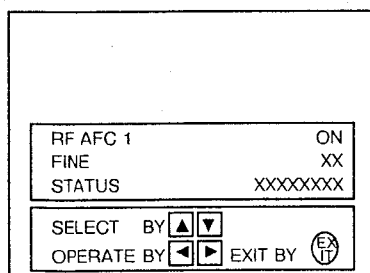 RF AFC 1 ON
FINE XX
STATUS XXXXXXXX
SELECT BY ▲ ▼
OPERATE BY ◄ ► EXIT BY EXIT